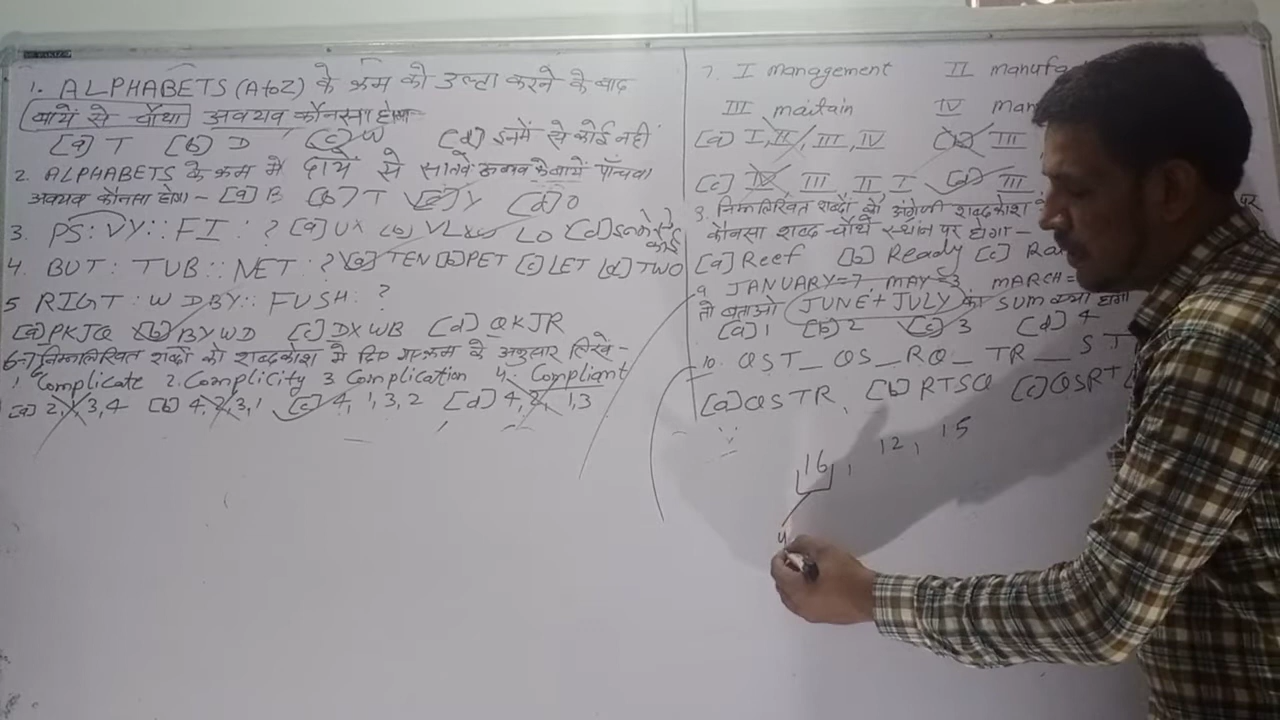 1. ALPHABETS (A to Z) के क्रम को उल्टा करने के बाद
बायें से चौथा अवयव कौनसा होगा
[a] T [b] D [c] W [d] इनमें से कोई नहीं
2. ALPHABETS के क्रम में दायें से सातवें के बायें पाँचवा
अवयव कौनसा होगा - [a] B [b] T [c] Y [d] O
3. PS : VY :: FI : ? [a] UX [b] VL LO [d] इनमें से कोई
4. BUT : TUB :: NET : ? [a] TEN [b] PET [c] LET [d] TWO
5 RIGT : W DBY :: FUSH : ?
[a] PKJQ [b] BYWD [c] DXWB [d] QKJR
6 निम्नलिखित शब्दों को शब्दकोश में दिए गए क्रम के अनुसार लिखें -
1 Complicate 2. Complicity 3 Complication 4. Compliant
[a] 2, 1, 3, 4 [b] 4, 2, 3, 1 [c] 4, 1, 3, 2 [d] 4, 2, 1, 3
7. I management II manufa
III maitain IV man
[a] I, II, III, IV III
[c] IV III II I [d] III
8. निम्नलिखित शब्दों को अंग्रेजी शब्दकोश पर
कौनसा शब्द चौथे स्थान पर होगा -
[a] Reef [b] Ready [c] Ra
9 JANUARY = 7, MAY = 3, MARCH =
तो बताओ JUNE + JULY का SUM क्या होगा
[a] 1 [b] 2 [c] 3 [d] 4
10. QST_ QS_ RQ_ TR__ ST
[a] QSTR, [b] RTSQ [c] QSRT
16, 12, 15
4